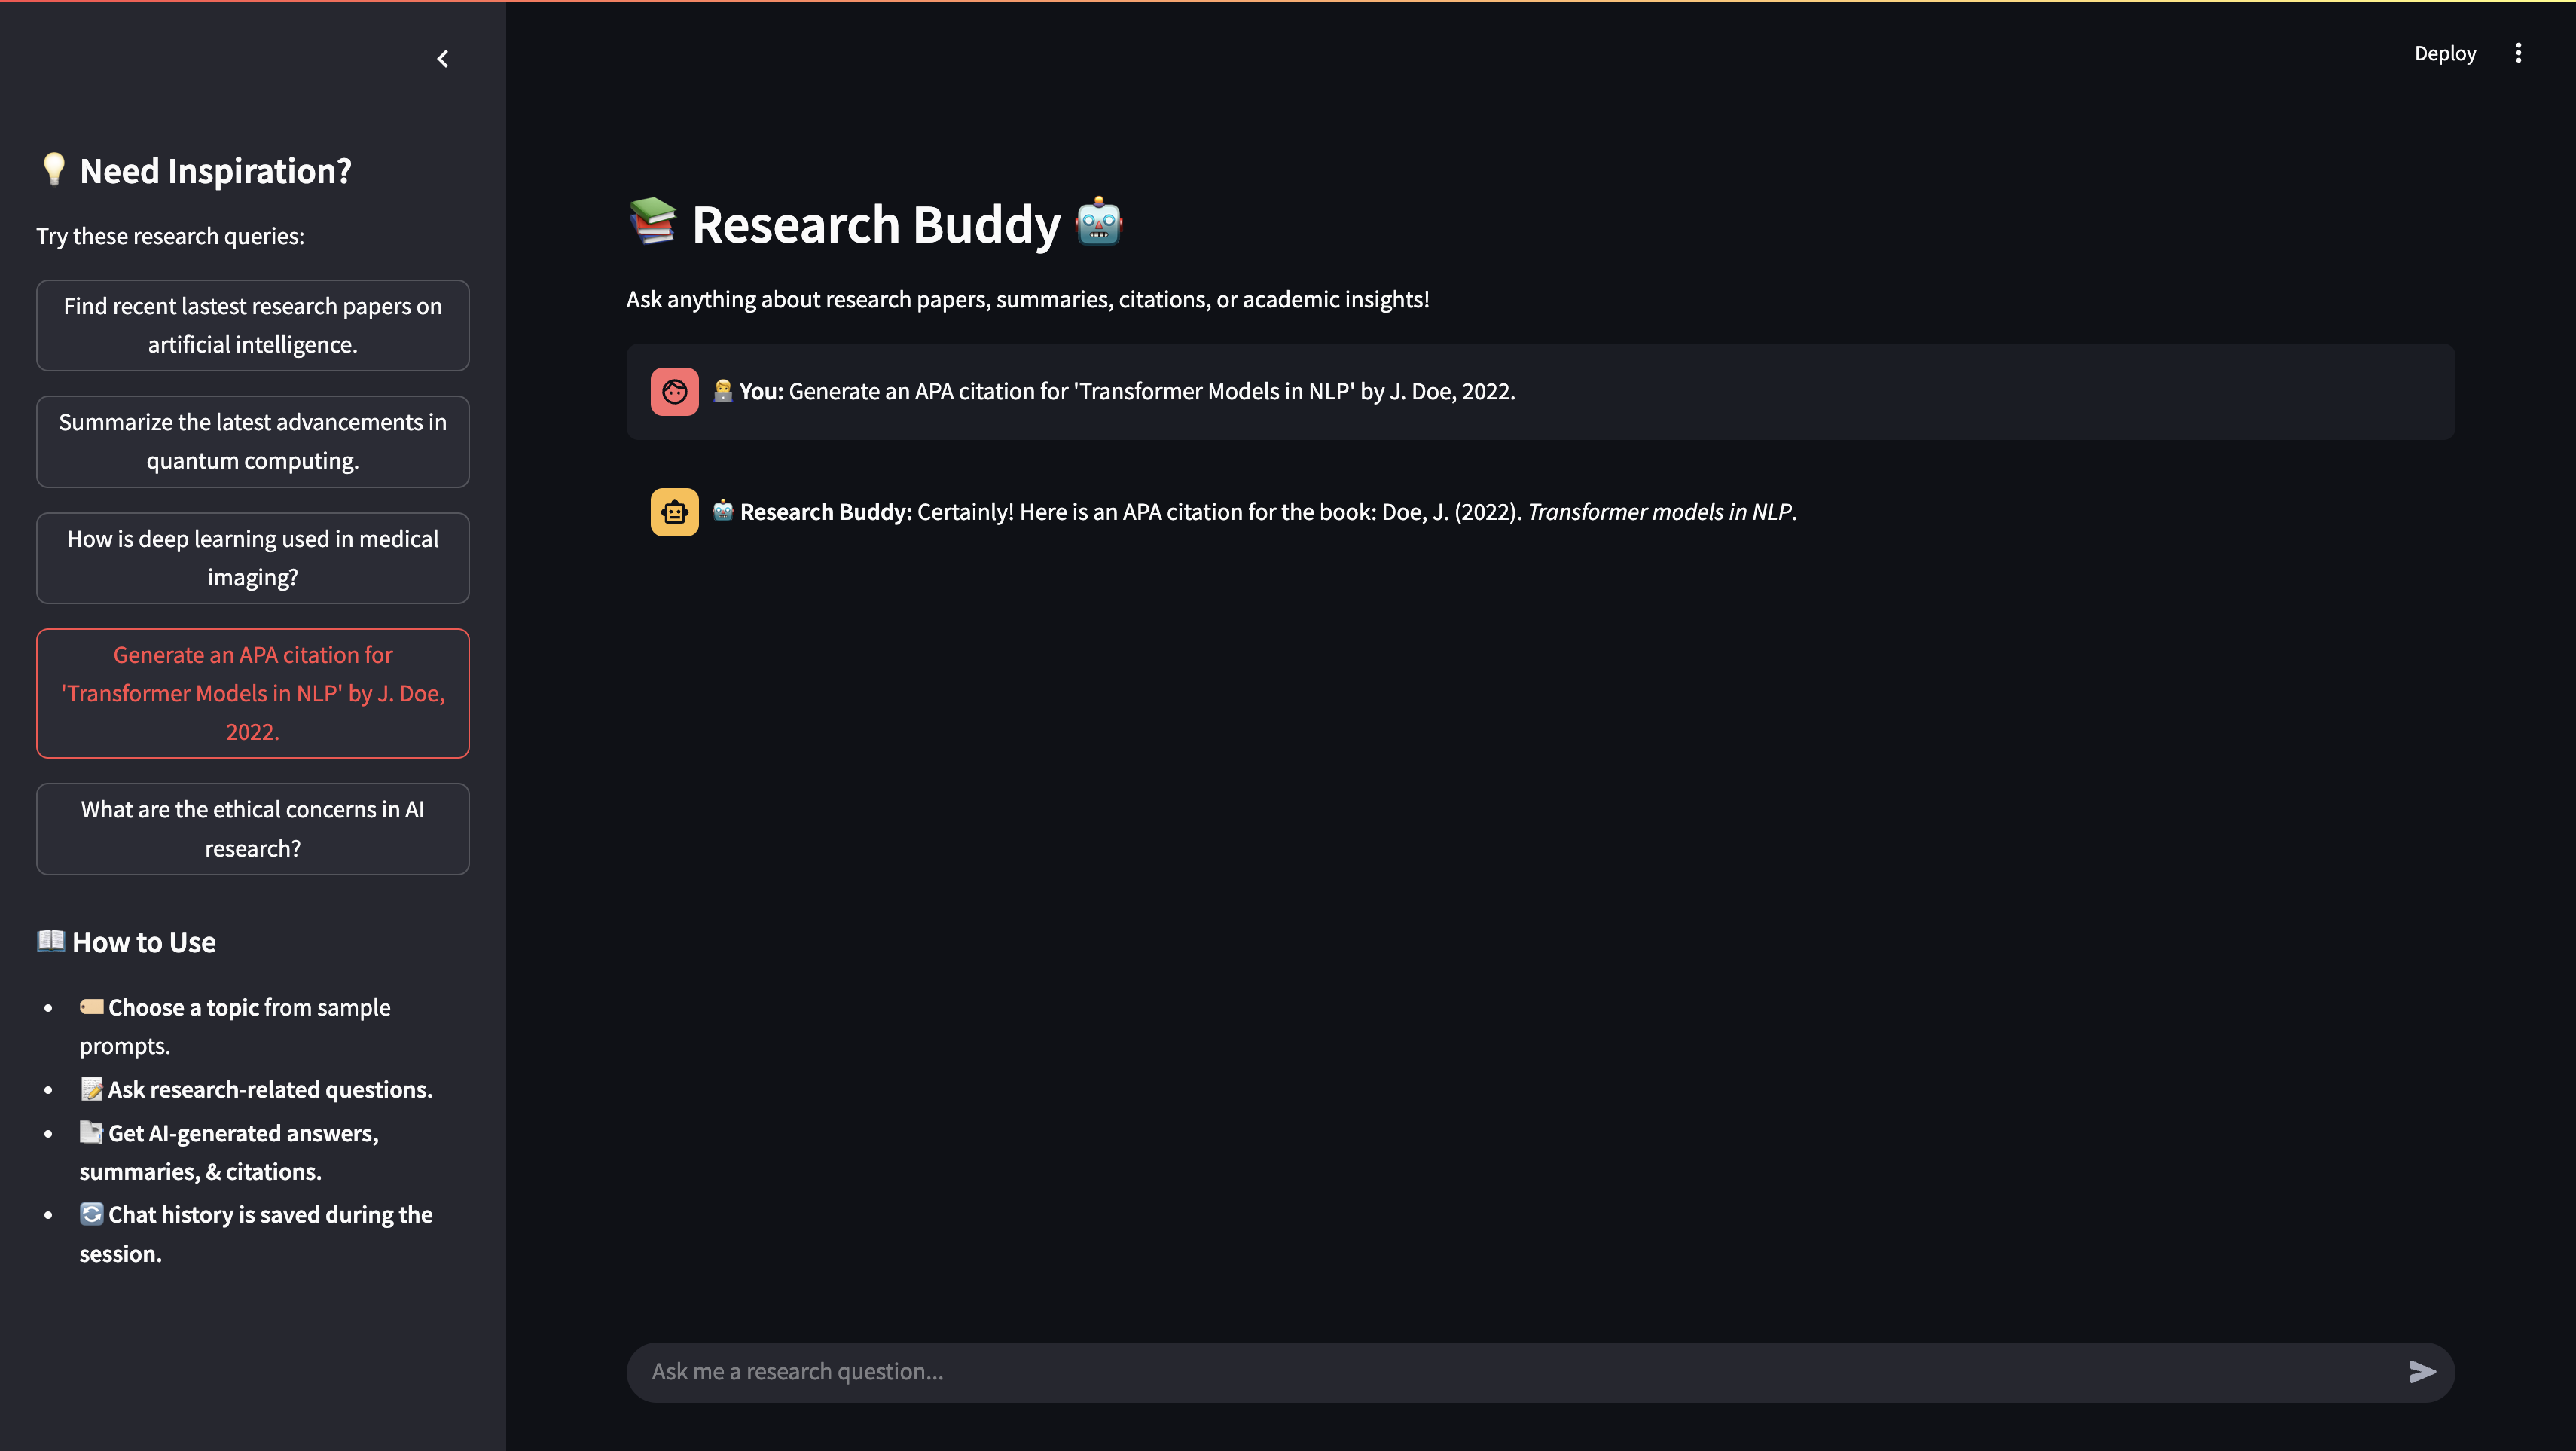 Deploy
💡 Need Inspiration?
Try these research queries:
Find recent lastest research papers on
artificial intelligence.
Summarize the latest advancements in
quantum computing.
How is deep learning used in medical
imaging?
Generate an APA citation for
'Transformer Models in NLP' by J. Doe,
2022.
What are the ethical concerns in AI
research?
📖 How to Use
• 🏷️ Choose a topic from sample
prompts.
• 📝 Ask research-related questions.
• 📑 Get AI-generated answers,
summaries, & citations.
• 🔄 Chat history is saved during the
session.
📚 Research Buddy 🤖
Ask anything about research papers, summaries, citations, or academic insights!
🧑‍💻 You: Generate an APA citation for 'Transformer Models in NLP' by J. Doe, 2022.
🤖 Research Buddy: Certainly! Here is an APA citation for the book: Doe, J. (2022). Transformer models in NLP.
Ask me a research question...